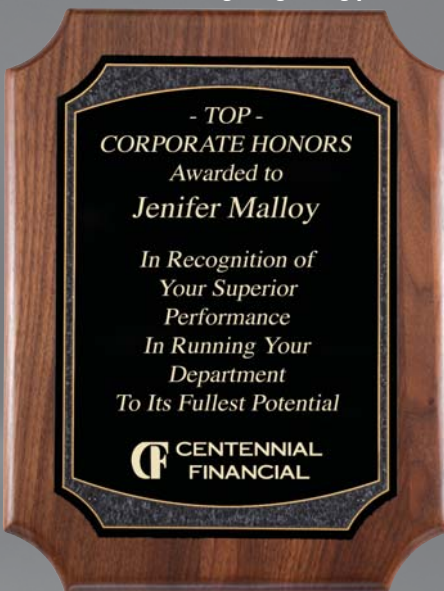 - TOP -
CORPORATE HONORS
Awarded to
Jenifer Malloy
In Recognition of
Your Superior
Performance
In Running Your
Department
To Its Fullest Potential
CF CENTENNIAL
FINANCIAL